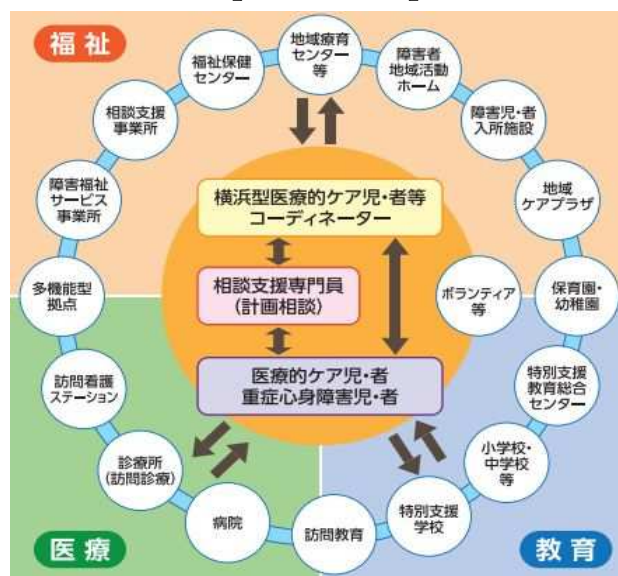 福祉
地域療育
センター
等
福祉保健
センター
障害者
地域活動
ホーム
相談支援
事業所
障害児・者
入所施設
障害福祉
サービス
事業所
地域
ケアプラザ
横浜型医療的ケア児・者等
コーディネーター
相談支援専門員
(計画相談)
医療的ケア児・者
重症心身障害児・者
多機能型
拠点
ボランティア
等
保育園・
幼稚園
訪問看護
ステーション
特別支援
教育総合
センター
診療所
(訪問診療)
小学校・
中学校
等
病院
訪問教育
特別支援
学校
医療
教育